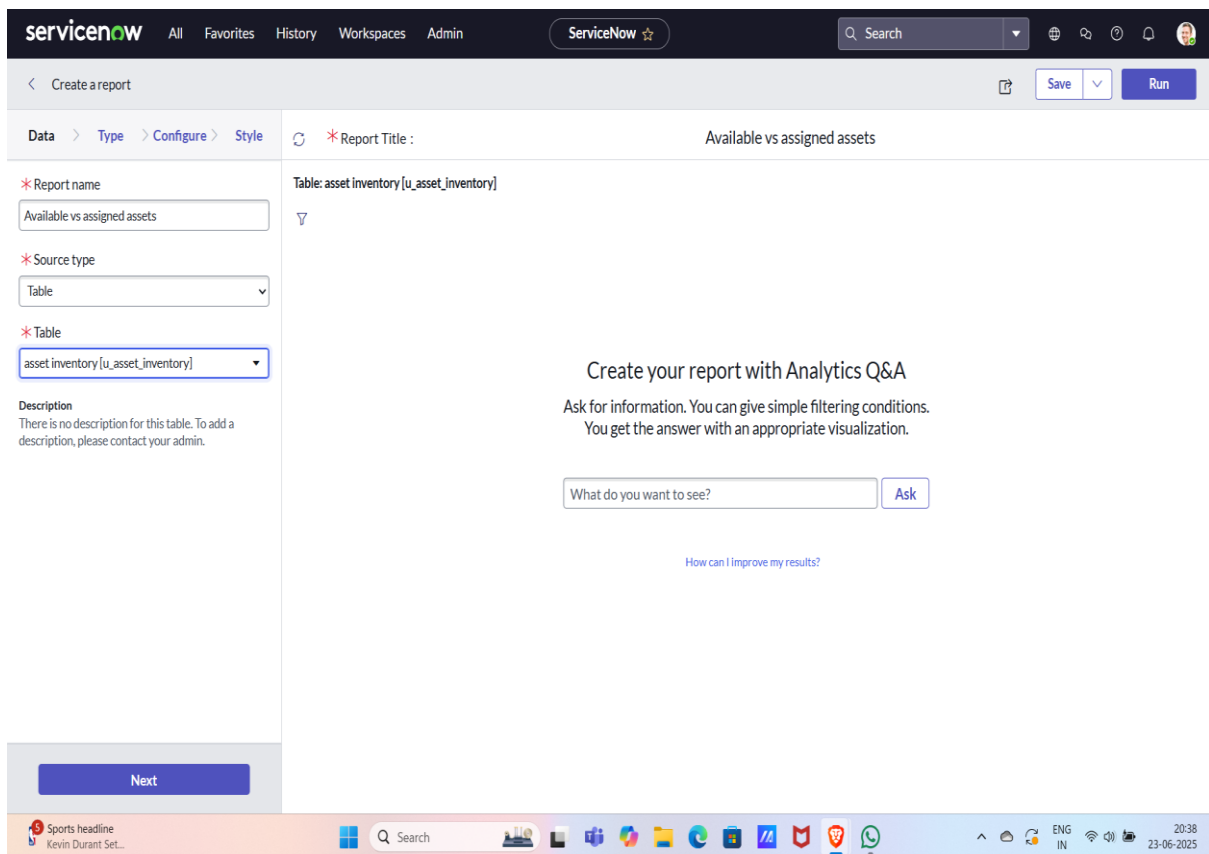 servicenow All Favorites History Workspaces Admin ServiceNow Search
Create a report Save Run
Data Type Configure Style
Report Title : Available vs assigned assets
Report name
Available vs assigned assets
Source type
Table
Table
asset inventory [u_asset_inventory]
Description
There is no description for this table. To add a
description, please contact your admin.
Next
Table: asset inventory [u_asset_inventory]
Create your report with Analytics Q&A
Ask for information. You can give simple filtering conditions.
You get the answer with an appropriate visualization.
What do you want to see? Ask
How can I improve my results?
5 Sports headline
Kevin Durant Set...
Search
ENG
IN
20:38
23-06-2025